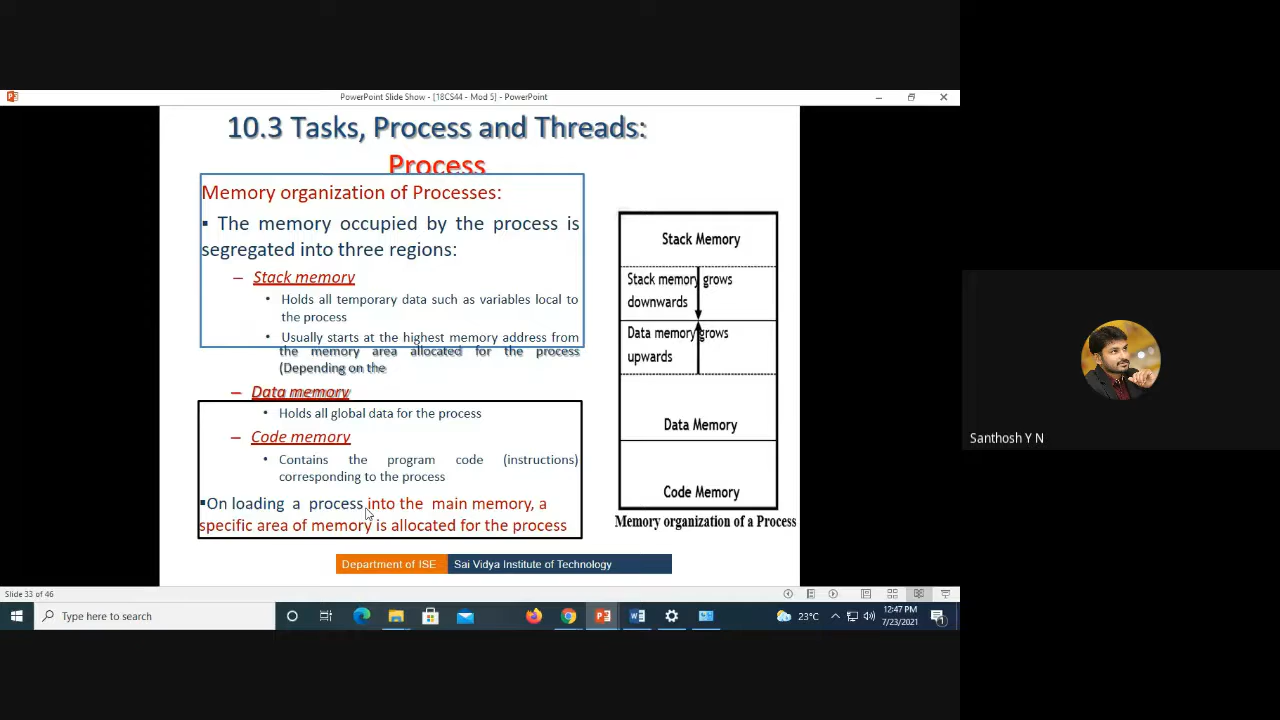 PowerPoint Slide Show - [18CS44 - Mod 5] - PowerPoint
10.3 Tasks, Process and Threads:
Process
Memory organization of Processes:
▪ The memory occupied by the process is
segregated into three regions:
– Stack memory
• Holds all temporary data such as variables local to
the process
• Usually starts at the highest memory address from
the memory area allocated for the process
(Depending on the
– Data memory
• Holds all global data for the process
– Code memory
• Contains the program code (instructions)
corresponding to the process
▪On loading a process into the main memory, a
specific area of memory is allocated for the process
Stack Memory
Stack memory grows
downwards
Data memory grows
upwards
Data Memory
Code Memory
Memory organization of a Process
Department of ISE Sai Vidya Institute of Technology
Santhosh Y N
Slide 33 of 46
Type here to search
23°C
12:47 PM
7/23/2021
1